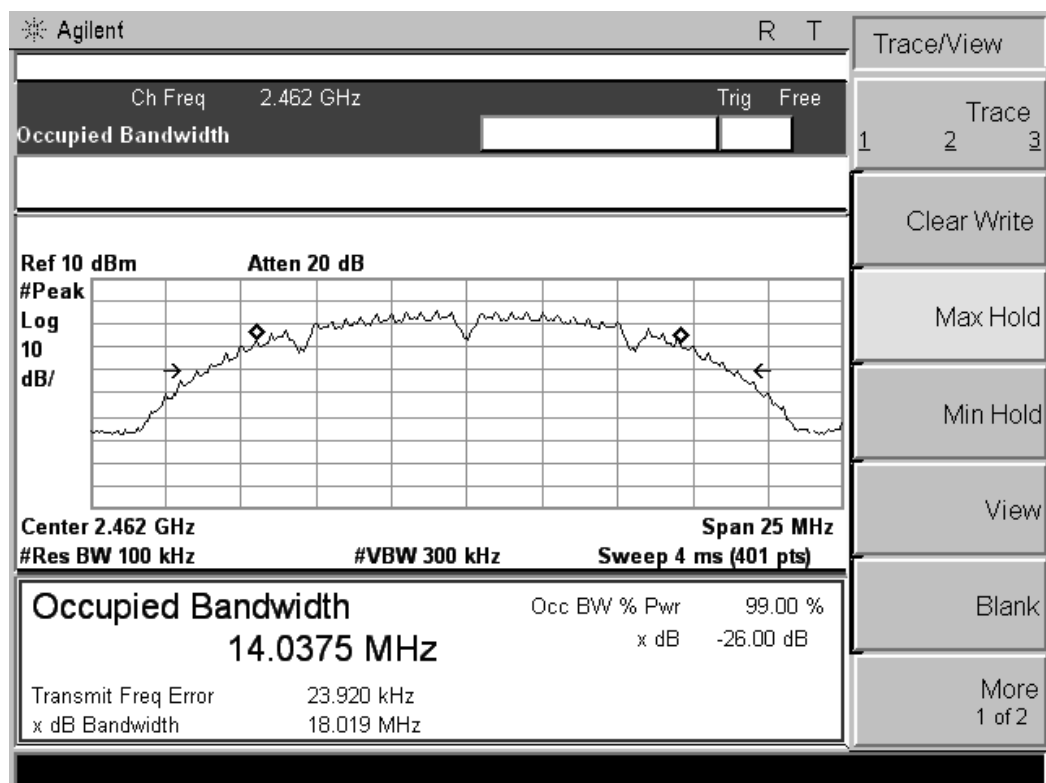 Agilent
R T
Ch Freq 2.462 GHz
Trig Free
Occupied Bandwidth
Ref 10 dBm
Atten 20 dB
#Peak
Log
10
dB/
Center 2.462 GHz
Span 25 MHz
#Res BW 100 kHz
#VBW 300 kHz
Sweep 4 ms (401 pts)
Occupied Bandwidth
14.0375 MHz
Occ BW % Pwr 99.00 %
x dB -26.00 dB
Transmit Freq Error 23.920 kHz
x dB Bandwidth 18.019 MHz
Trace/View
Trace
1 2 3
Clear Write
Max Hold
Min Hold
View
Blank
More
1 of 2